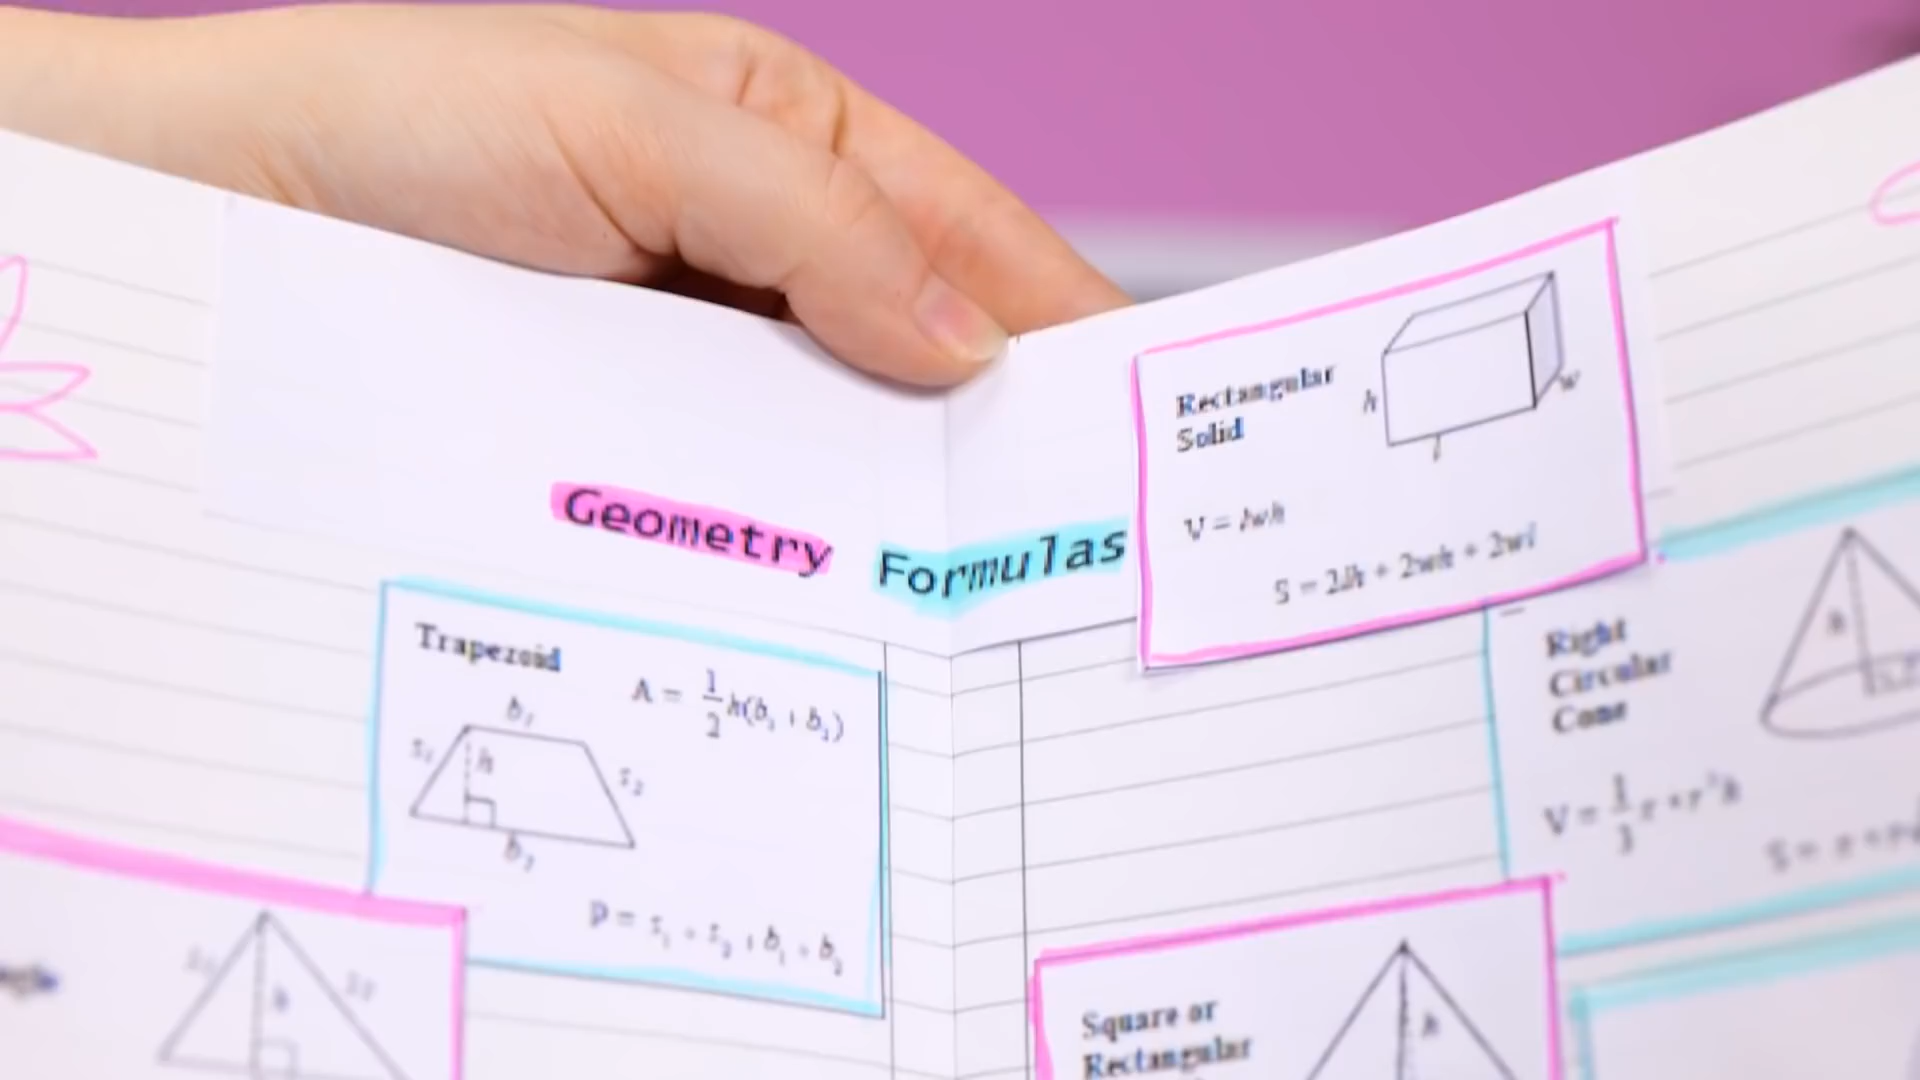 Geometry Formulas
Trapezoid
A = 1/2 h(b₁ + b₂)
b₁
s₁
h
s₂
b₂
P = s₁ + s₂ + b₁ + b₂
h
Rectangular
Solid
h
w
l
V = lwh
S = 2lh + 2wh + 2wl
Right
Circular
Cone
h
V = 1/3
Square or
Rectangular
h